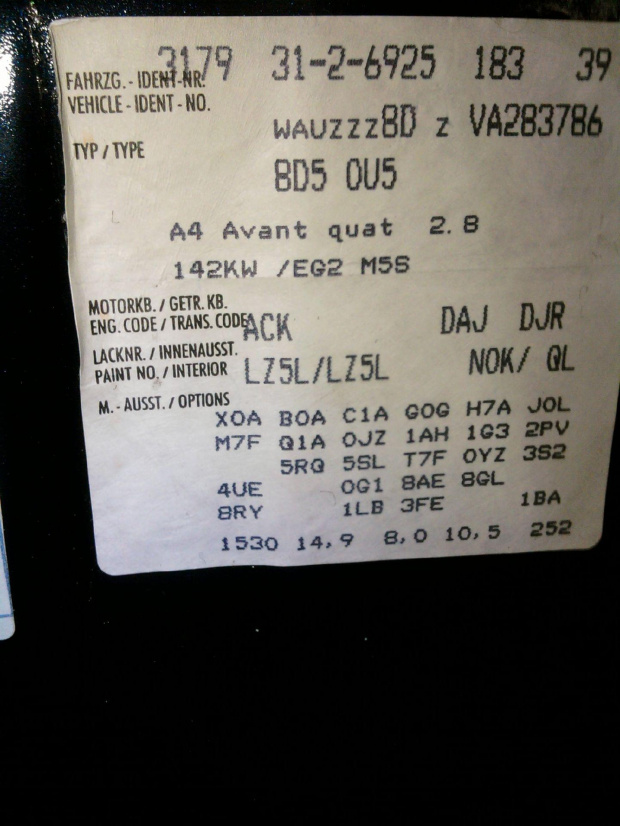 3179 31-2-6925 183 39
FAHRZG. - IDENT-NR.
VEHICLE - IDENT - NO.
WAUZZZ8D Z VA283786
TYP / TYPE
8D5 0U5
A4 Avant quat 2.8
142KW /EG2 M5S
MOTORKB. / GETR. KB.
ENG. CODE / TRANS. CODE ACK DAJ DJR
LACKNR. / INNENAUSST.
PAINT NO. / INTERIOR LZ5L/LZ5L N0K/ QL
M. - AUSST. / OPTIONS
X0A B0A C1A G0G H7A J0L
M7F Q1A 0JZ 1AH 1G3 2PV
5RQ 5SL T7F 0YZ 3S2
4UE 0G1 8AE 8GL
8RY 1LB 3FE 1BA
1530 14,9 8,0 10,5 252